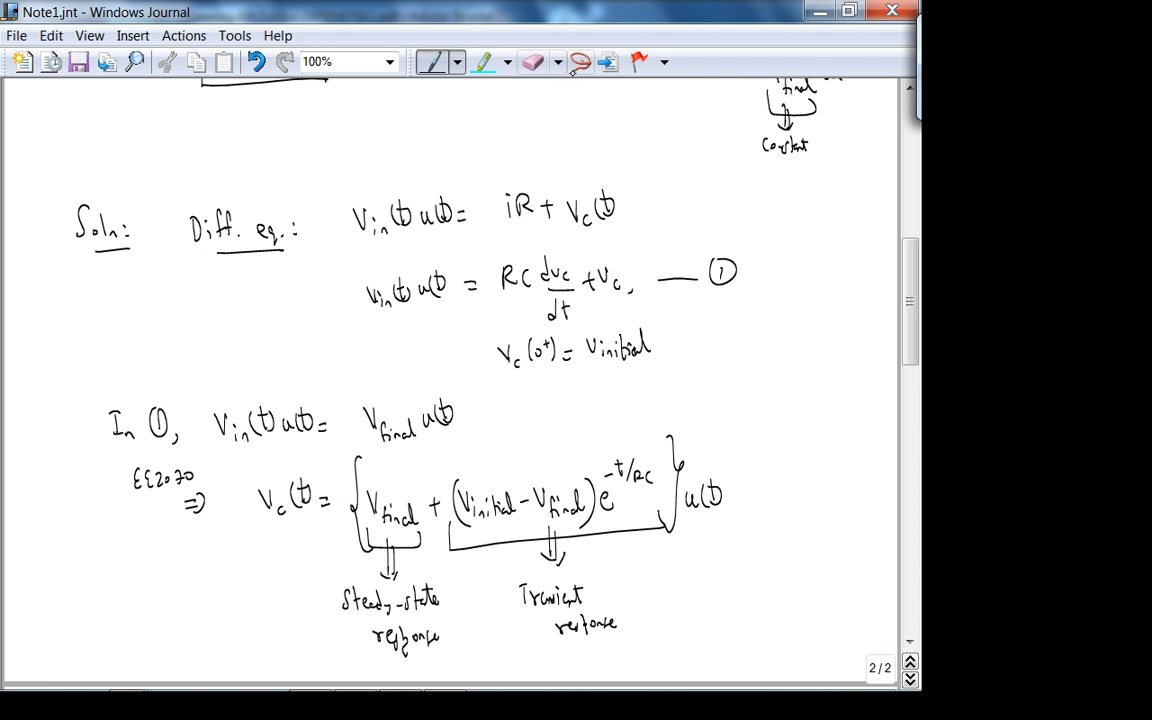 Note1.jnt - Windows Journal
File Edit View Insert Actions Tools Help
100%
final
Constant
Soln: Diff. eq.: Vin(t) u(t) = iR + Vc(t)
Vin(t) u(t) = RC dvc/dt + Vc, —— ①
Vc(0+) = Vinitial
In ①, Vin(t) u(t) = Vfinal u(t)
EE2020
⇒ Vc(t) = { Vfinal + (Vinitial - Vfinal) e^-t/RC } u(t)
Steady-state Transient
response response
2/2